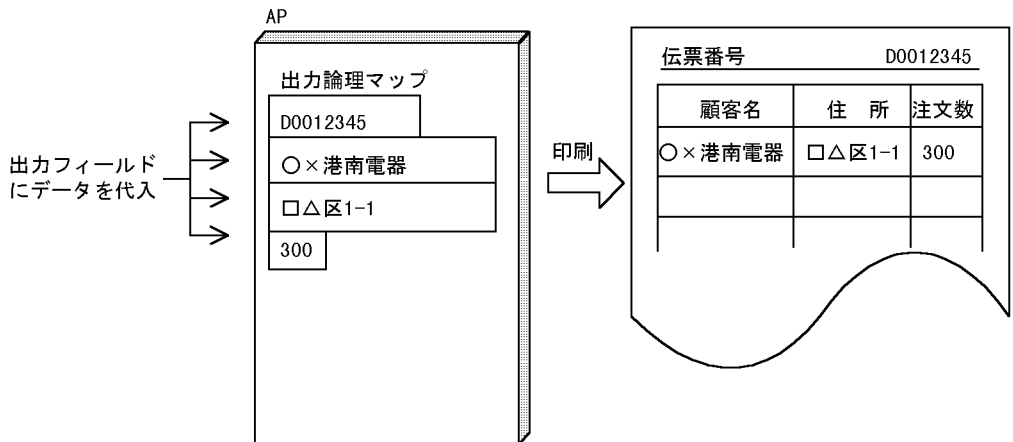 AP
出力論理マップ
D0012345
○×港南電器
□△区1-1
300
出力フィールド
にデータを代入
印刷
伝票番号 D0012345
顧客名 住 所 注文数
○×港南電器 □△区1-1 300